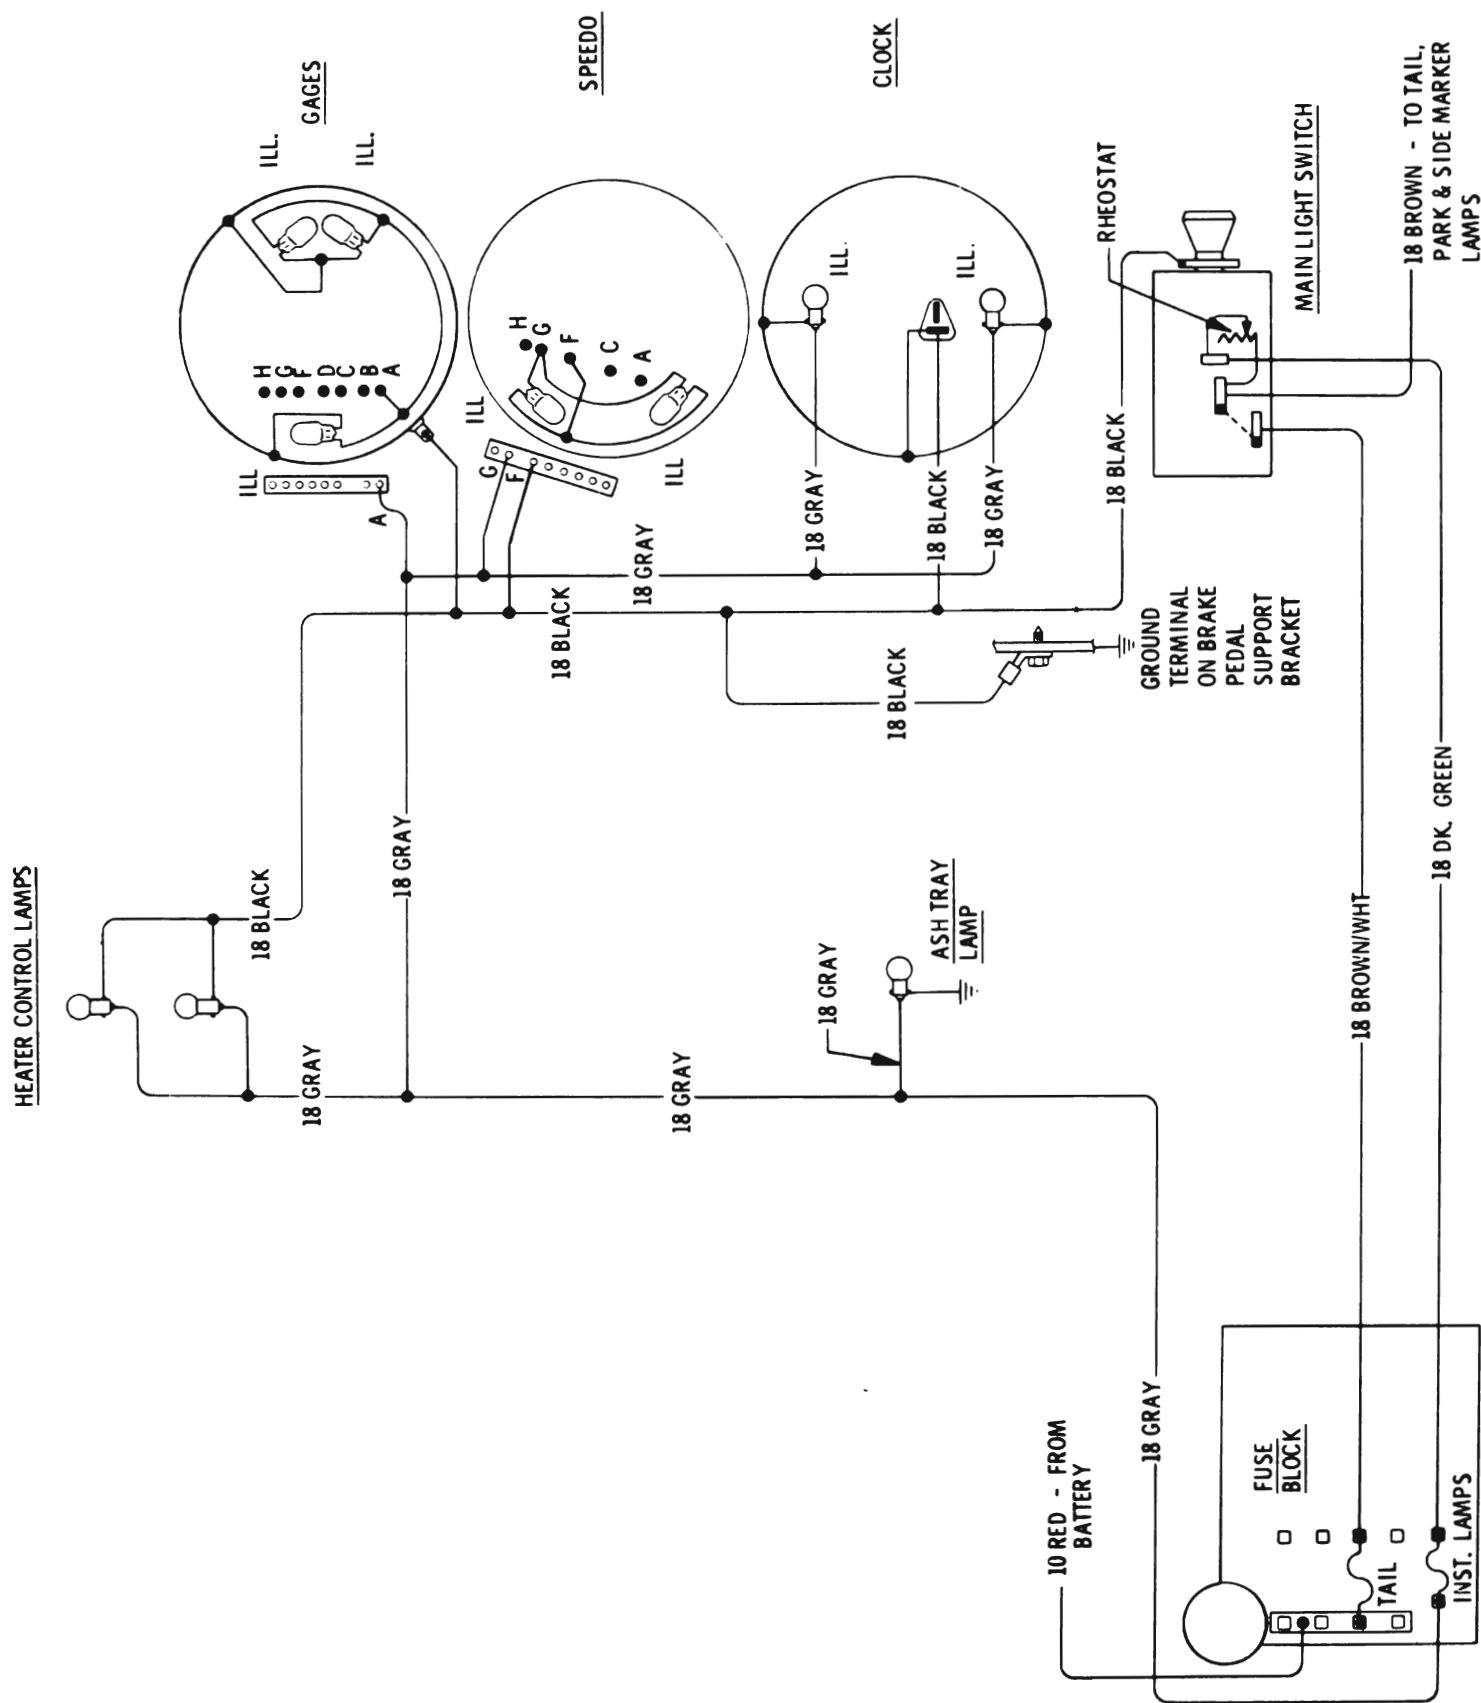 HEATER CONTROL LAMPS
18 BLACK
18 GRAY
18 GRAY
GAGES
ILL.
ILL.
ILL
H
G
F
D
C
B
A
A
SPEEDO
ILL
ILL
H
G
F
C
A
G
F
18 GRAY
18 BLACK
CLOCK
ILL.
ILL.
18 GRAY
18 BLACK
18 GRAY
18 GRAY
18 GRAY
ASH TRAY
LAMP
18 BLACK
GROUND
TERMINAL
ON BRAKE
PEDAL
SUPPORT
BRACKET
18 BLACK
RHEOSTAT
MAIN LIGHT SWITCH
18 BROWN - TO TAIL,
PARK & SIDE MARKER
LAMPS
18 BROWN/WHT
18 DK. GREEN
10 RED - FROM
BATTERY
18 GRAY
FUSE
BLOCK
TAIL
INST. LAMPS